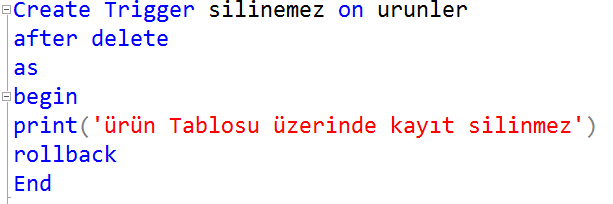 Create Trigger silinemez on urunler
after delete
as
begin
print('ürün Tablosu üzerinde kayıt silinmez')
rollback
End